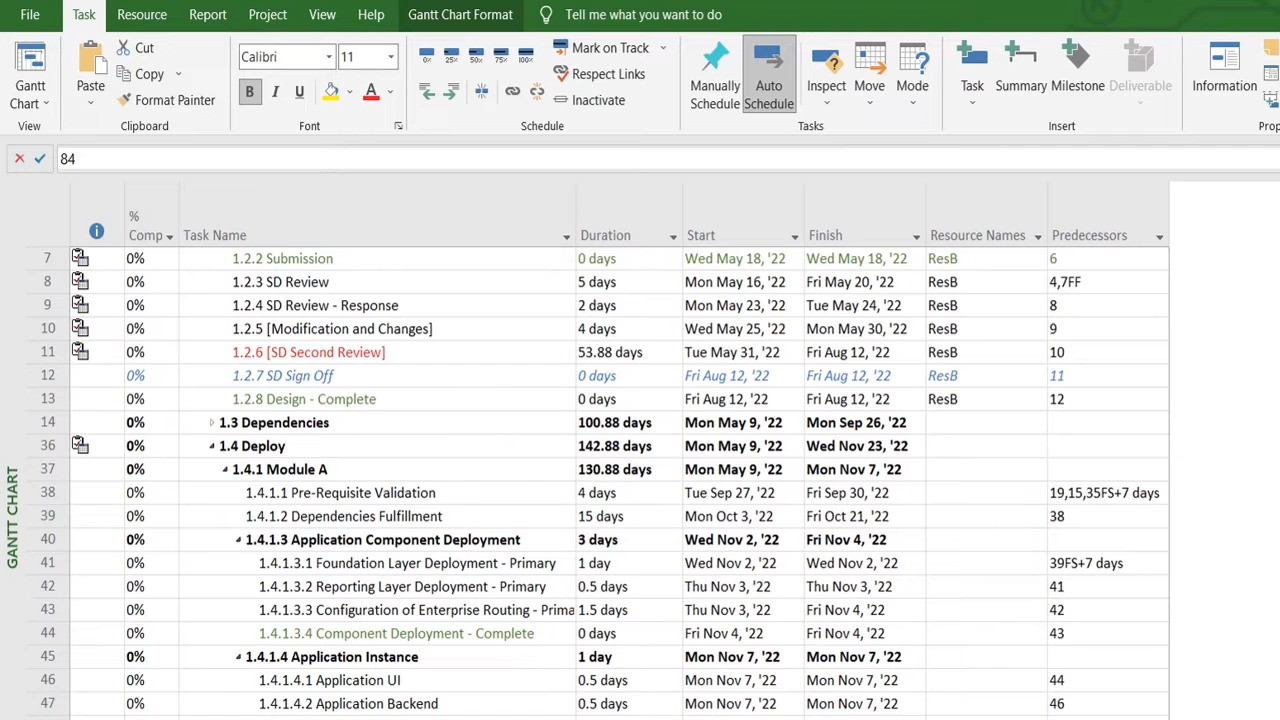 File Task Resource Report Project View Help Gantt Chart Format Tell me what you want to do
Gantt Chart
View
Paste
Cut
Copy
Format Painter
Clipboard
Calibri 11
B I U A
Font
0% 25% 50% 75% 100%
Mark on Track
Respect Links
Inactivate
Schedule
Manually Schedule
Auto Schedule
Inspect
Move
Mode
Tasks
Task
Summary
Milestone
Deliverable
Insert
Information
Prop
84
% Comp Task Name Duration Start Finish Resource Names Predecessors
7 0% 1.2.2 Submission 0 days Wed May 18, '22 Wed May 18, '22 ResB 6
8 0% 1.2.3 SD Review 5 days Mon May 16, '22 Fri May 20, '22 ResB 4,7FF
9 0% 1.2.4 SD Review - Response 2 days Mon May 23, '22 Tue May 24, '22 ResB 8
10 0% 1.2.5 [Modification and Changes] 4 days Wed May 25, '22 Mon May 30, '22 ResB 9
11 0% 1.2.6 [SD Second Review] 53.88 days Tue May 31, '22 Fri Aug 12, '22 ResB 10
12 0% 1.2.7 SD Sign Off 0 days Fri Aug 12, '22 Fri Aug 12, '22 ResB 11
13 0% 1.2.8 Design - Complete 0 days Fri Aug 12, '22 Fri Aug 12, '22 ResB 12
14 0% 1.3 Dependencies 100.88 days Mon May 9, '22 Mon Sep 26, '22
36 0% 1.4 Deploy 142.88 days Mon May 9, '22 Wed Nov 23, '22
37 0% 1.4.1 Module A 130.88 days Mon May 9, '22 Mon Nov 7, '22
38 0% 1.4.1.1 Pre-Requisite Validation 4 days Tue Sep 27, '22 Fri Sep 30, '22 19,15,35FS+7 days
39 0% 1.4.1.2 Dependencies Fulfillment 15 days Mon Oct 3, '22 Fri Oct 21, '22 38
40 0% 1.4.1.3 Application Component Deployment 3 days Wed Nov 2, '22 Fri Nov 4, '22
41 0% 1.4.1.3.1 Foundation Layer Deployment - Primary 1 day Wed Nov 2, '22 Wed Nov 2, '22 39FS+7 days
42 0% 1.4.1.3.2 Reporting Layer Deployment - Primary 0.5 days Thu Nov 3, '22 Thu Nov 3, '22 41
43 0% 1.4.1.3.3 Configuration of Enterprise Routing - Prima 1.5 days Thu Nov 3, '22 Fri Nov 4, '22 42
44 0% 1.4.1.3.4 Component Deployment - Complete 0 days Fri Nov 4, '22 Fri Nov 4, '22 43
45 0% 1.4.1.4 Application Instance 1 day Mon Nov 7, '22 Mon Nov 7, '22
46 0% 1.4.1.4.1 Application UI 0.5 days Mon Nov 7, '22 Mon Nov 7, '22 44
47 0% 1.4.1.4.2 Application Backend 0.5 days Mon Nov 7, '22 Mon Nov 7, '22 46
GANTT CHART